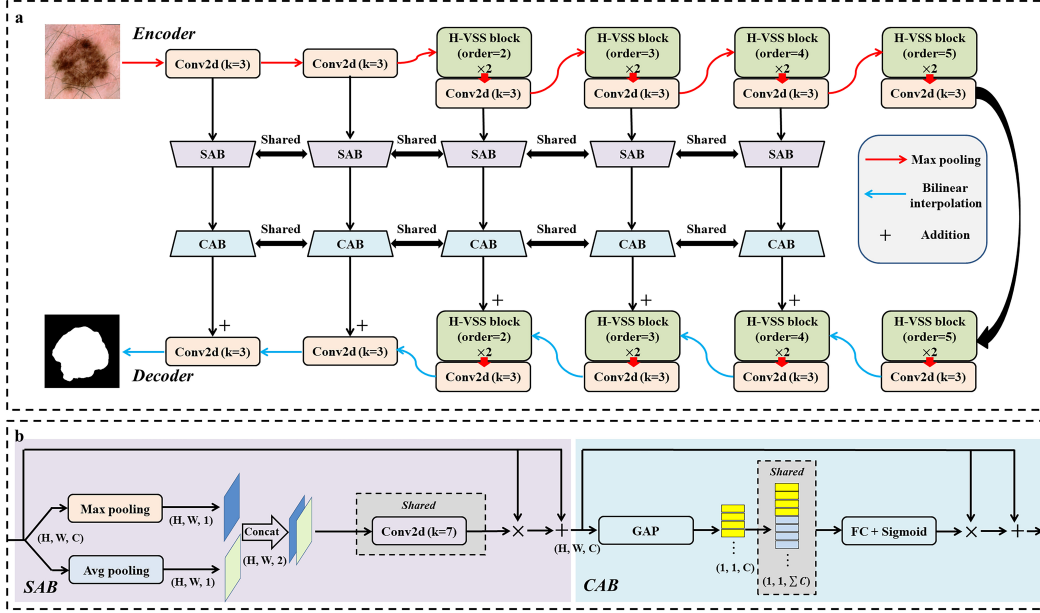 a
Encoder
Conv2d (k=3)
Conv2d (k=3)
H-VSS block
(order=2)
×2
Conv2d (k=3)
H-VSS block
(order=3)
×2
Conv2d (k=3)
H-VSS block
(order=4)
×2
Conv2d (k=3)
H-VSS block
(order=5)
×2
Conv2d (k=3)
SAB
Shared
SAB
Shared
SAB
Shared
SAB
Shared
SAB
CAB
Shared
CAB
Shared
CAB
Shared
CAB
Shared
CAB
Max pooling
Bilinear
interpolation
+ Addition
+
+
+
+
+
Conv2d (k=3)
Conv2d (k=3)
H-VSS block
(order=2)
×2
Conv2d (k=3)
H-VSS block
(order=3)
×2
Conv2d (k=3)
H-VSS block
(order=4)
×2
Conv2d (k=3)
H-VSS block
(order=5)
×2
Conv2d (k=3)
Decoder
b
(H, W, C)
Max pooling
(H, W, 1)
Avg pooling
(H, W, 1)
Concat
(H, W, 2)
Shared
Conv2d (k=7)
×
+
SAB
(H, W, C)
GAP
⋮
(1, 1, C)
Shared
⋮
(1, 1, ∑ C)
FC + Sigmoid
×
+
CAB